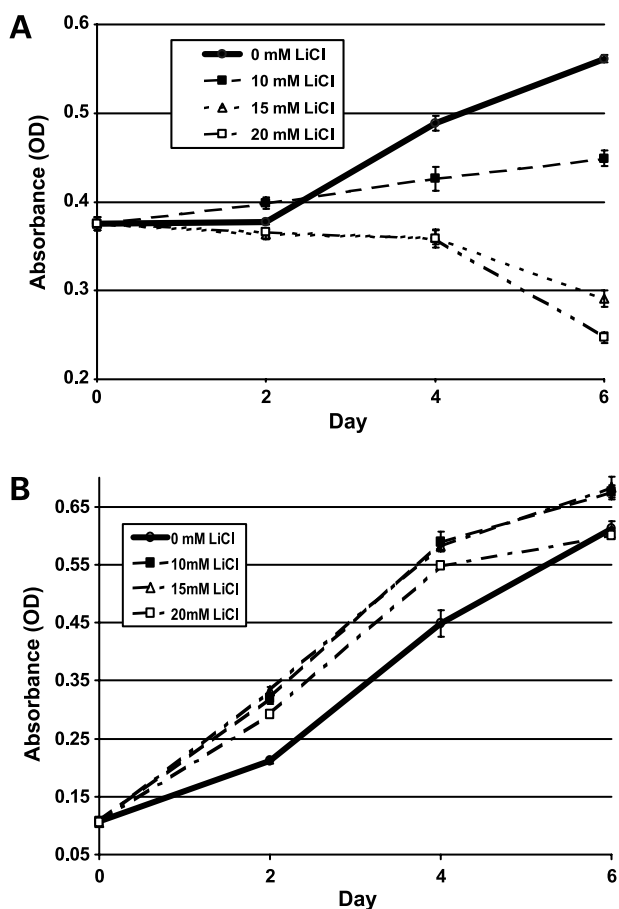 A
0.6
0 mM LiCl
10 mM LiCl
15 mM LiCl
20 mM LiCl
0.5
0.4
0.3
0.2
Absorbance (OD)
0
2
4
6
Day
B
0.65
0 mM LiCl
10mM LiCl
15mM LiCl
20mM LiCl
0.55
0.45
0.35
0.25
0.15
0.05
Absorbance (OD)
0
2
4
6
Day